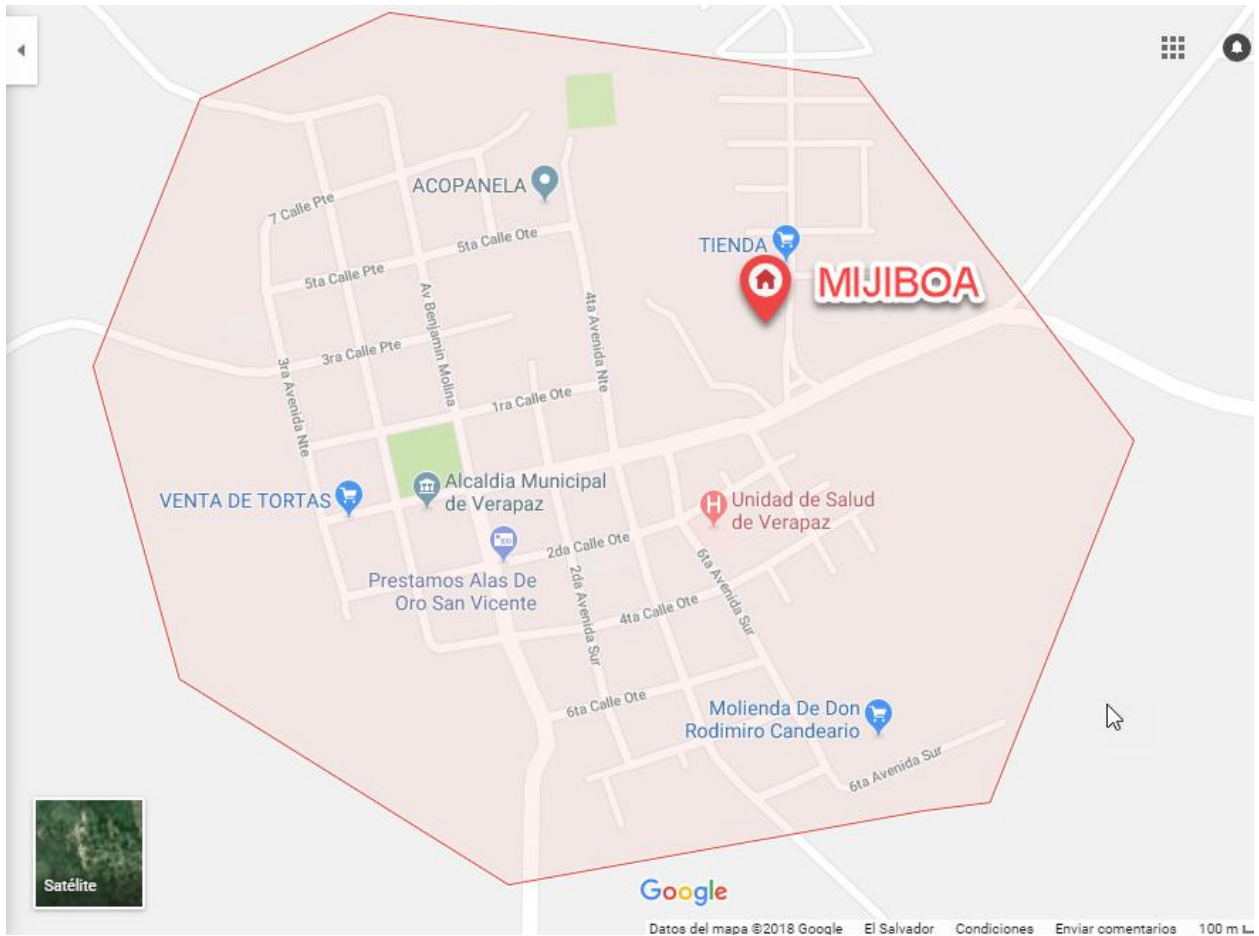 ACOPANELA
7 Calle Pte
5ta Calle Ote
TIENDA
5ta Calle Pte
MIJIBOA
Av Benjamin Molina
4ta Avenida Nte
3ra Calle Pte
3ra Avenida Nte
1ra Calle Ote
Alcaldia Municipal
de Verapaz
VENTA DE TORTAS
Unidad de Salud
de Verapaz
2da Calle Ote
Prestamos Alas De
Oro San Vicente
2da Avenida Sur
6ta Avenida Sur
4ta Calle Ote
6ta Calle Ote
Molienda De Don
Rodimiro Candeario
6ta Avenida Sur
Satélite
Google
Datos del mapa ©2018 Google El Salvador Condiciones Enviar comentarios 100 m